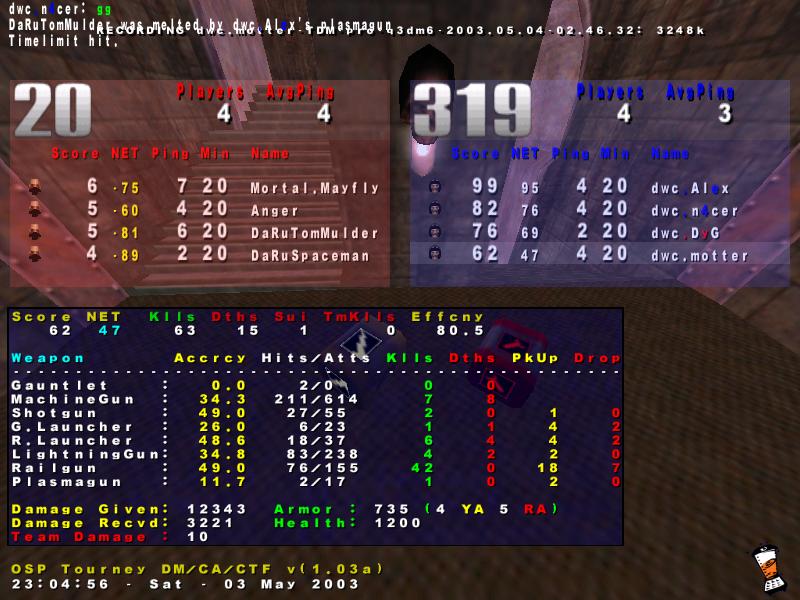 dwc.n4cer: gg
DaRuTomMulder was melted by dwc.Alex's plasmagun
RECORDING dwc.motter-TDM-pro-q3dm6-2003.05.04-02.46.32: 3248k
Timelimit hit.
20 Players AvgPing
4 4
Score NET Ping Min Name
6 -75 7 20 Mortal.Mayfly
5 -60 4 20 Anger
5 -81 6 20 DaRuTomMulder
4 -89 2 20 DaRuSpaceman
319 Players AvgPing
4 3
Score NET Ping Min Name
99 95 4 20 dwc.Alex
82 76 4 20 dwc.n4cer
76 69 2 20 dwc.DyG
62 47 4 20 dwc.motter
Score NET Klls Dths Sui TmKlls Effcny
62 47 63 15 1 0 80.5
Weapon Accrcy Hits/Atts Klls Dths PkUp Drop
Gauntlet : 0.0 2/0 0 0
MachineGun : 34.3 211/614 7 8
Shotgun : 49.0 27/55 2 0 1 0
G.Launcher : 26.0 6/23 1 1 4 2
R.Launcher : 48.6 18/37 6 4 4 2
LightningGun: 34.8 83/238 4 2 2 0
Railgun : 49.0 76/155 42 0 18 7
Plasmagun : 11.7 2/17 1 0 2 0
Damage Given: 12343 Armor : 735 (4 YA 5 RA)
Damage Recvd: 3221 Health: 1200
Team Damage : 10
OSP Tourney DM/CA/CTF v(1.03a)
23:04:56 - Sat - 03 May 2003